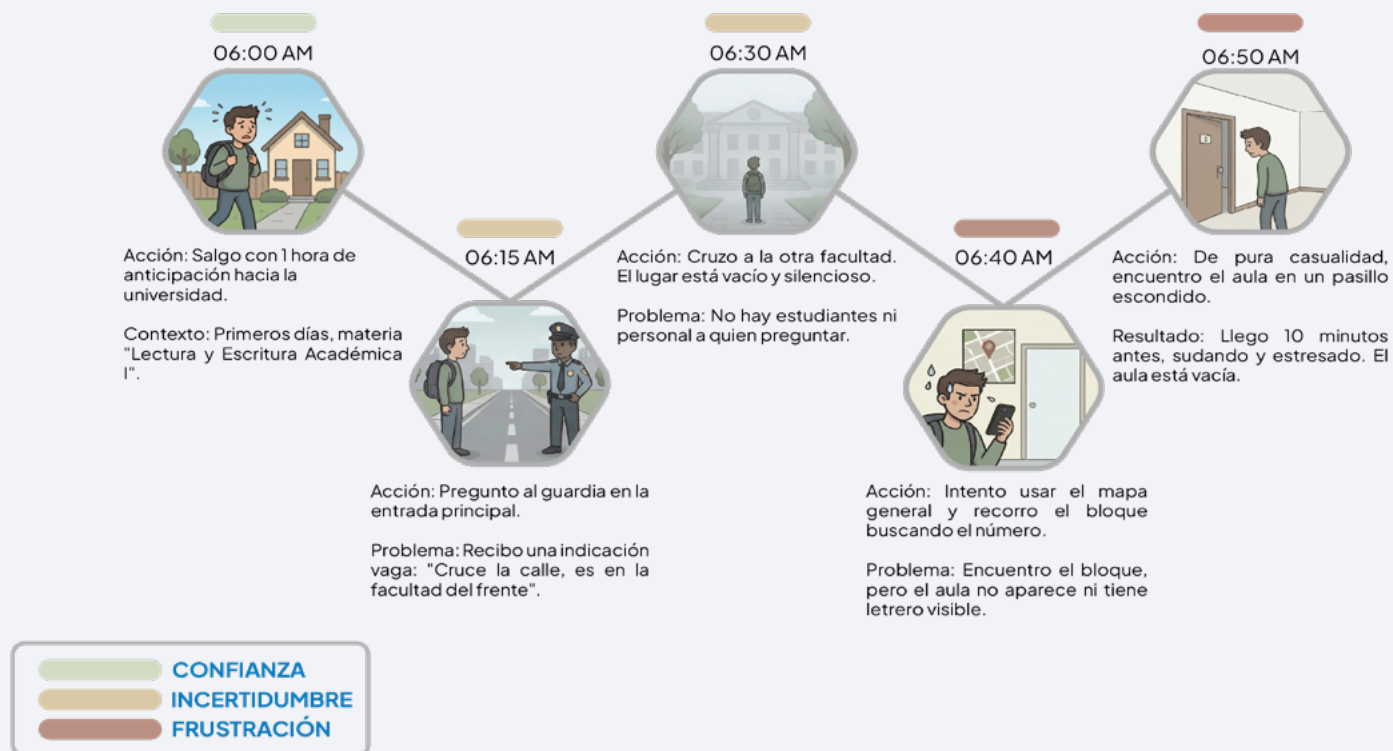 06:00 AM
Acción: Salgo con 1 hora de
anticipación hacia la
universidad.
Contexto: Primeros días, materia
"Lectura y Escritura Académica
I".
06:15 AM
Acción: Pregunto al guardia en la
entrada principal.
Problema: Recibo una indicación
vaga: "Cruce la calle, es en la
facultad del frente".
06:30 AM
Acción: Cruzo a la otra facultad.
El lugar está vacío y silencioso.
Problema: No hay estudiantes ni
personal a quien preguntar.
06:40 AM
Acción: Intento usar el mapa
general y recorro el bloque
buscando el número.
Problema: Encuentro el bloque,
pero el aula no aparece ni tiene
letrero visible.
06:50 AM
Acción: De pura casualidad,
encuentro el aula en un pasillo
escondido.
Resultado: Llego 10 minutos
antes, sudando y estresado. El
aula está vacía.
CONFIANZA
INCERTIDUMBRE
FRUSTRACIÓN